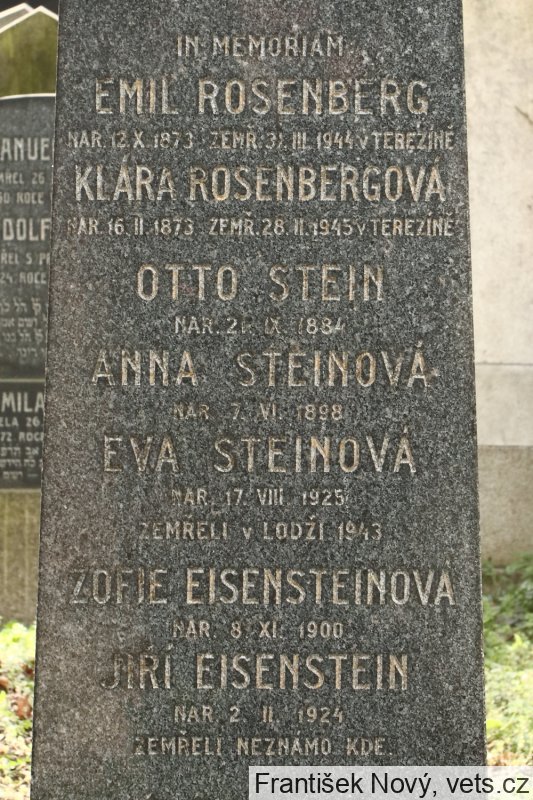 IN MEMORIAM
EMIL ROSENBERG
NAR. 12. X. 1873 ZEMŘ. 31. III. 1944 V TEREZÍNĚ
KLÁRA ROSENBERGOVÁ
NAR. 16. II. 1873 ZEMŘ. 28. II. 1945 V TEREZÍNĚ
OTTO STEIN
NAR. 21. IX. 1884
ANNA STEINOVÁ
NAR. 7. VI. 1898
EVA STEINOVÁ
NAR. 17. VIII. 1925
ZEMŘELI V LODŽI 1943
ZOFIE EISENSTEINOVÁ
NAR. 8. XI. 1900
JIŘÍ EISENSTEIN
NAR. 2. II. 1924
ZEMŘELI NEZNÁMO KDE.
František Nový, vets.cz